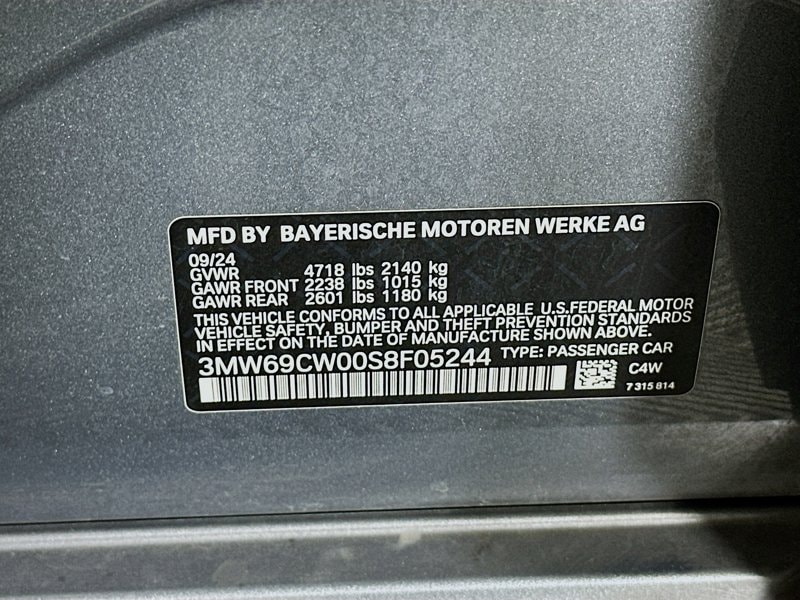 MFD BY BAYERISCHE MOTOREN WERKE AG
09/24
GVWR 4718 lbs 2140 kg
GAWR FRONT 2238 lbs 1015 kg
GAWR REAR 2601 lbs 1180 kg
THIS VEHICLE CONFORMS TO ALL APPLICABLE U.S.FEDERAL MOTOR
VEHICLE SAFETY, BUMPER AND THEFT PREVENTION STANDARDS
IN EFFECT ON THE DATE OF MANUFACTURE SHOWN ABOVE.
3MW69CW00S8F05244 TYPE: PASSENGER CAR
C4W
7 315 814